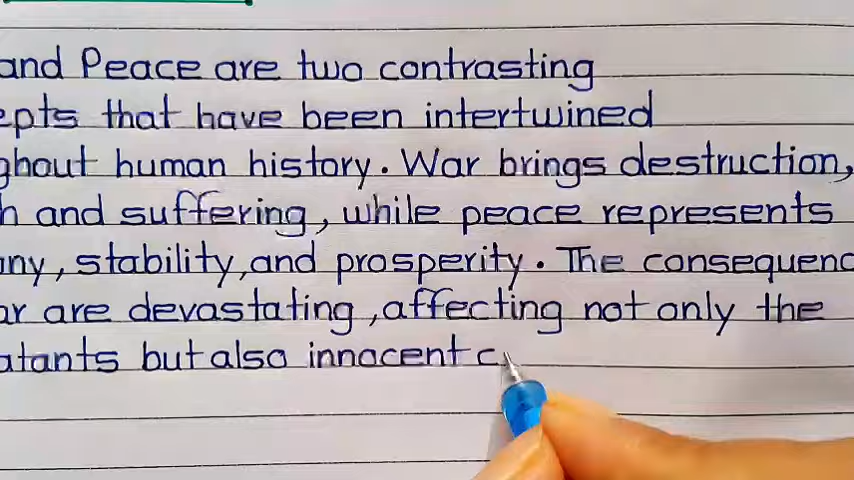 and Peace are two contrasting
epts that have been intertwined
ghout human history. War brings destruction,
h and suffering, while peace represents
ny, stability, and prosperity. The consequenc
ar are devastating, affecting not only the
atants but also innocent c